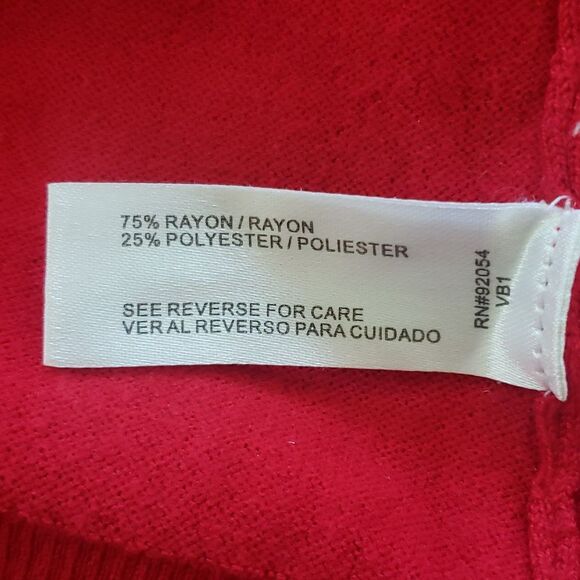 75% RAYON / RAYON
25% POLYESTER / POLIESTER
SEE REVERSE FOR CARE
VER AL REVERSO PARA CUIDADO
RN#92054
VB1